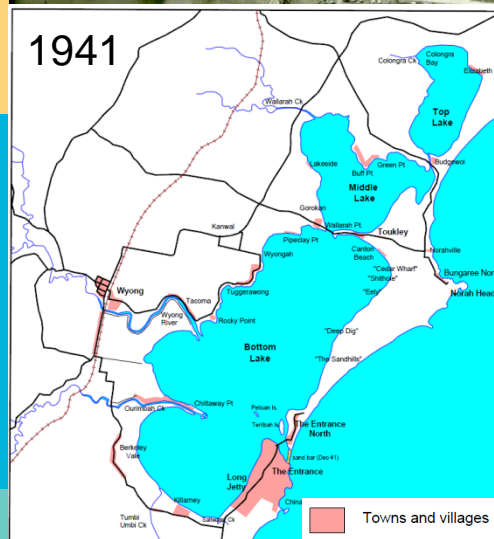 1941
Colongra
Bay
Colongra Ck
Elizabeth
Top
Lake
Wallarah Ck
Lakeside
Buff Pt
Green Pt
Budgewoi
Middle
Lake
Gorokan
Wallarah Pt.
Toukley
Kanwal
Pipeclay Pt
Canton
Beach
Norahville
Wyongah
"Cedar Wharf"
"Shithole"
"Eely"
Bungaree Nor
Norah Head
Tuggerawong
Wyong
Tacoma
Wyong
River
Rocky Point
"Deep Dig"
Bottom
Lake
"The Sandhills"
Chittaway Pt
Ourimbah Ck
Pelican Is.
Terilbah Is
The Entrance
North
sand bar (Dec 41)
Berkeley
Vale
Long
Jetty
The Entrance
Killarney
Tumbi
Umbi Ck
Saltwater Ck
China
Towns and villages